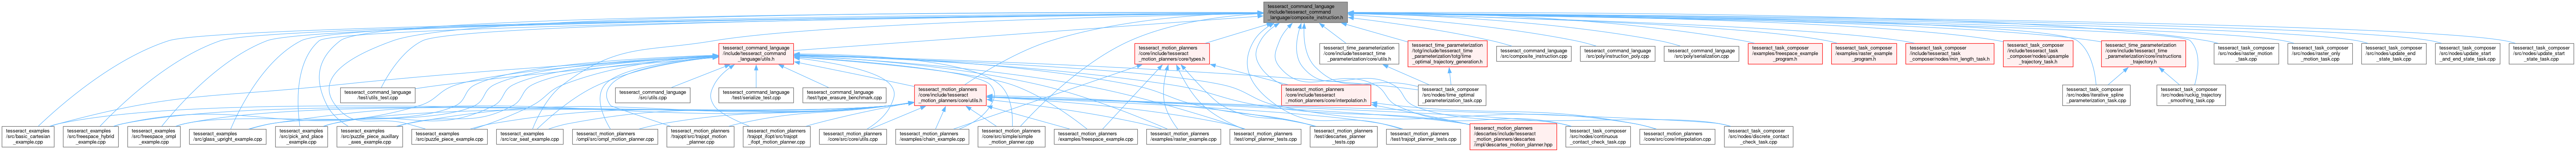 tesseract_command_language
/include/tesseract_command
_language/composite_instruction.h
tesseract_command_language
/include/tesseract_command
_language/utils.h
tesseract_motion_planners
/core/include/tesseract
_motion_planners/core/types.h
tesseract_time_parameterization
/core/include/tesseract_time
_parameterization/core/utils.h
tesseract_time_parameterization
/totg/include/tesseract_time
_parameterization/totg/time
_optimal_trajectory_generation.h
tesseract_command_language
/src/composite_instruction.cpp
tesseract_command_language
/src/poly/instruction_poly.cpp
tesseract_command_language
/src/poly/serialization.cpp
tesseract_task_composer
/examples/freespace_example
_program.h
tesseract_task_composer
/examples/raster_example
_program.h
tesseract_task_composer
/include/tesseract_task
_composer/nodes/min_length_task.h
tesseract_task_composer
/include/tesseract_task
_composer/nodes/upsample
_trajectory_task.h
tesseract_time_parameterization
/core/include/tesseract_time
_parameterization/core/instructions
_trajectory.h
tesseract_task_composer
/src/nodes/raster_motion
_task.cpp
tesseract_task_composer
/src/nodes/raster_only
_motion_task.cpp
tesseract_task_composer
/src/nodes/update_end
_state_task.cpp
tesseract_task_composer
/src/nodes/update_start
_and_end_state_task.cpp
tesseract_task_composer
/src/nodes/update_start
_state_task.cpp
tesseract_command_language
/test/utils_test.cpp
tesseract_command_language
/src/utils.cpp
tesseract_command_language
/test/serialize_test.cpp
tesseract_command_language
/test/type_erasure_benchmark.cpp
tesseract_motion_planners
/core/include/tesseract
_motion_planners/core/utils.h
tesseract_motion_planners
/core/include/tesseract
_motion_planners/core/interpolation.h
tesseract_task_composer
/src/nodes/time_optimal
_parameterization_task.cpp
tesseract_task_composer
/src/nodes/iterative_spline
_parameterization_task.cpp
tesseract_task_composer
/src/nodes/ruckig_trajectory
_smoothing_task.cpp
tesseract_examples
/src/basic_cartesian
_example.cpp
tesseract_examples
/src/freespace_hybrid
_example.cpp
tesseract_examples
/src/freespace_ompl
_example.cpp
tesseract_examples
/src/glass_upright_example.cpp
tesseract_examples
/src/pick_and_place
_example.cpp
tesseract_examples
/src/puzzle_piece_auxillary
_axes_example.cpp
tesseract_examples
/src/puzzle_piece_example.cpp
tesseract_examples
/src/car_seat_example.cpp
tesseract_motion_planners
/ompl/src/ompl_motion_planner.cpp
tesseract_motion_planners
/trajopt/src/trajopt_motion
_planner.cpp
tesseract_motion_planners
/trajopt_ifopt/src/trajopt
_ifopt_motion_planner.cpp
tesseract_motion_planners
/core/src/core/utils.cpp
tesseract_motion_planners
/examples/chain_example.cpp
tesseract_motion_planners
/core/src/simple/simple
_motion_planner.cpp
tesseract_motion_planners
/examples/freespace_example.cpp
tesseract_motion_planners
/examples/raster_example.cpp
tesseract_motion_planners
/test/ompl_planner_tests.cpp
tesseract_motion_planners
/test/descartes_planner
_tests.cpp
tesseract_motion_planners
/test/trajopt_planner_tests.cpp
tesseract_motion_planners
/descartes/include/tesseract
_motion_planners/descartes
/impl/descartes_motion_planner.hpp
tesseract_task_composer
/src/nodes/continuous
_contact_check_task.cpp
tesseract_motion_planners
/core/src/core/interpolation.cpp
tesseract_task_composer
/src/nodes/discrete_contact
_check_task.cpp